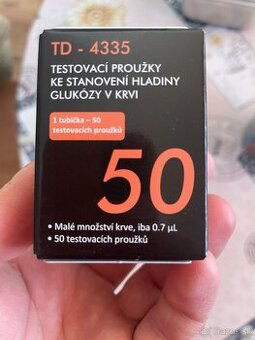 TD - 4335
TESTOVACÍ PROUŽKY
KE STANOVENÍ HLADINY
GLUKÓZY V KRVI
1 tubička – 50
testovacích proužků
50
• Malé množství krve, iba 0.7 µL
• 50 testovacích proužků